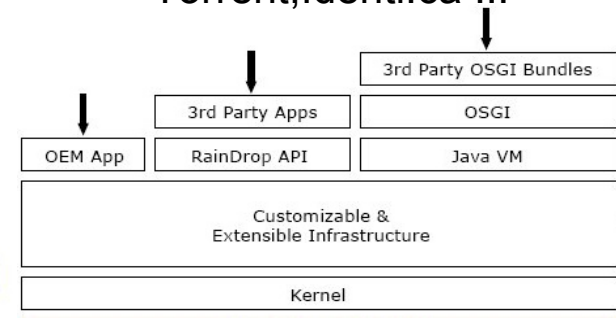 3rd Party OSGI Bundles
3rd Party Apps
OSGI
OEM App
RainDrop API
Java VM
Customizable &
Extensible Infrastructure
Kernel